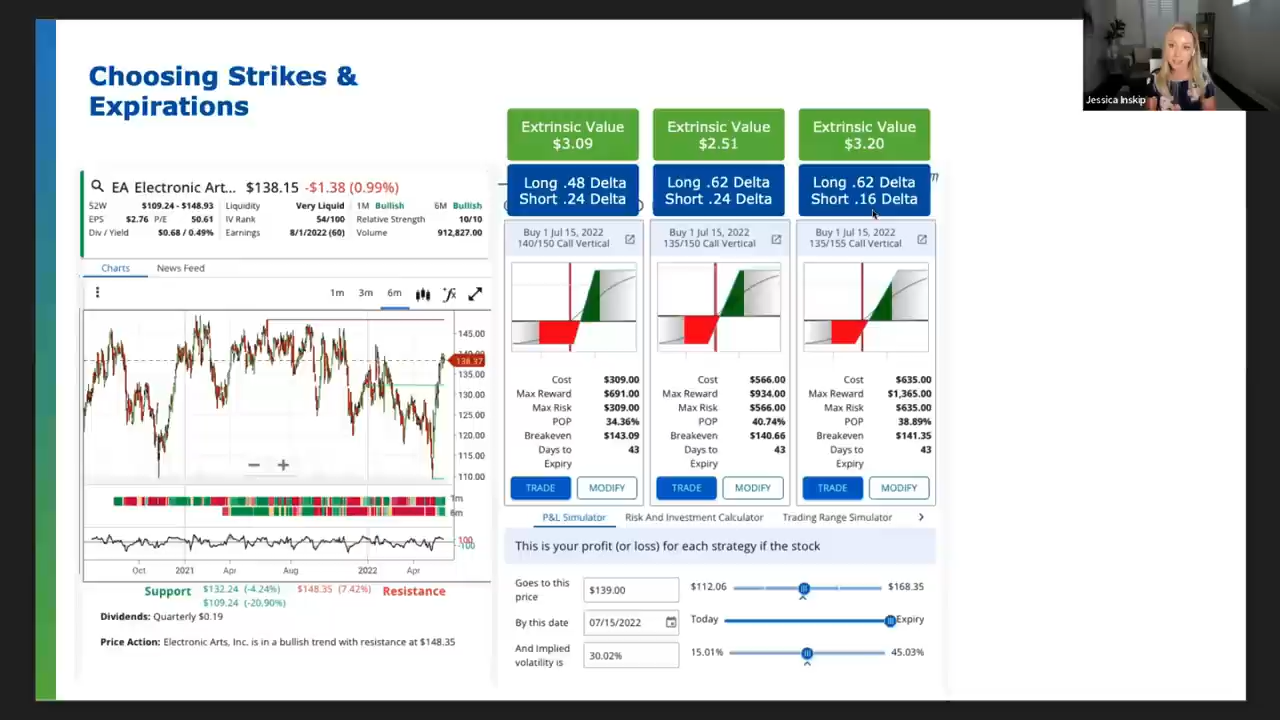 Choosing Strikes &
Expirations
Jessica Inskip
EA Electronic Art... $138.15 -$1.38 (0.99%)
52W $109.24 - $148.93 Liquidity Very Liquid 1M Bullish 6M Bullish
EPS $2.76 P/E 50.61 IV Rank 54/100 Relative Strength 10/10
Div / Yield $0.68 / 0.49% Earnings 8/1/2022 (60) Volume 912,827.00
Charts News Feed
1m 3m 6m
145.00
138.37
135.00
130.00
125.00
120.00
115.00
110.00
1m
6m
100
-100
Oct 2021 Apr Aug 2022 Apr
Support $132.24 (-4.24%) $148.35 (7.42%) Resistance
$109.24 (-20.90%)
Dividends: Quarterly $0.19
Price Action: Electronic Arts, Inc. is in a bullish trend with resistance at $148.35
Extrinsic Value
$3.09
Long .48 Delta
Short .24 Delta
Buy 1 Jul 15, 2022
140/150 Call Vertical
Cost $309.00
Max Reward $691.00
Max Risk $309.00
POP 34.36%
Breakeven $143.09
Days to 43
Expiry
TRADE MODIFY
Extrinsic Value
$2.51
Long .62 Delta
Short .24 Delta
Buy 1 Jul 15, 2022
135/150 Call Vertical
Cost $566.00
Max Reward $934.00
Max Risk $566.00
POP 40.74%
Breakeven $140.66
Days to 43
Expiry
TRADE MODIFY
Extrinsic Value
$3.20
Long .62 Delta
Short .16 Delta
Buy 1 Jul 15, 2022
135/155 Call Vertical
Cost $635.00
Max Reward $1,365.00
Max Risk $635.00
POP 38.89%
Breakeven $141.35
Days to 43
Expiry
TRADE MODIFY
P&L Simulator Risk And Investment Calculator Trading Range Simulator
This is your profit (or loss) for each strategy if the stock
Goes to this
price $139.00 $112.06 $168.35
By this date 07/15/2022 Today Expiry
And Implied
volatility is 30.02% 15.01% 45.03%